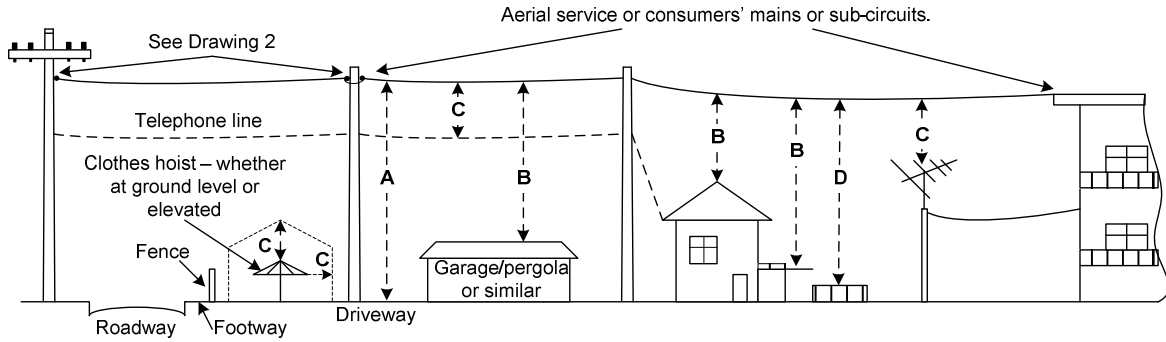 Aerial service or consumers' mains or sub-circuits.
See Drawing 2
Telephone line
Clothes hoist – whether
at ground level or
elevated
Fence
Roadway
Footway
C
C
Driveway
A
C
B
Garage/pergola
or similar
B
B
D
C